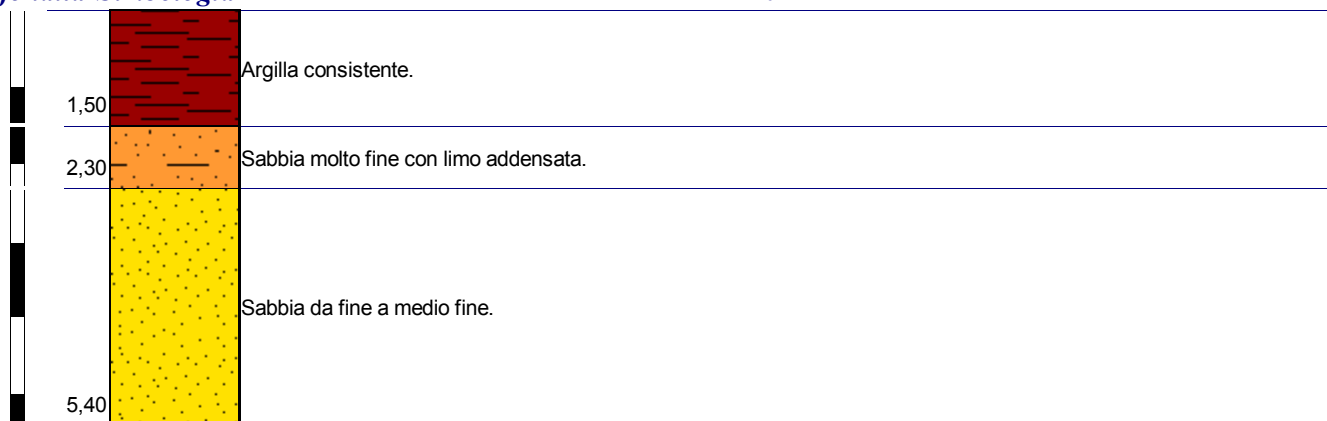 Argilla consistente.
1,50
Sabbia molto fine con limo addensata.
2,30
Sabbia da fine a medio fine.
5,40